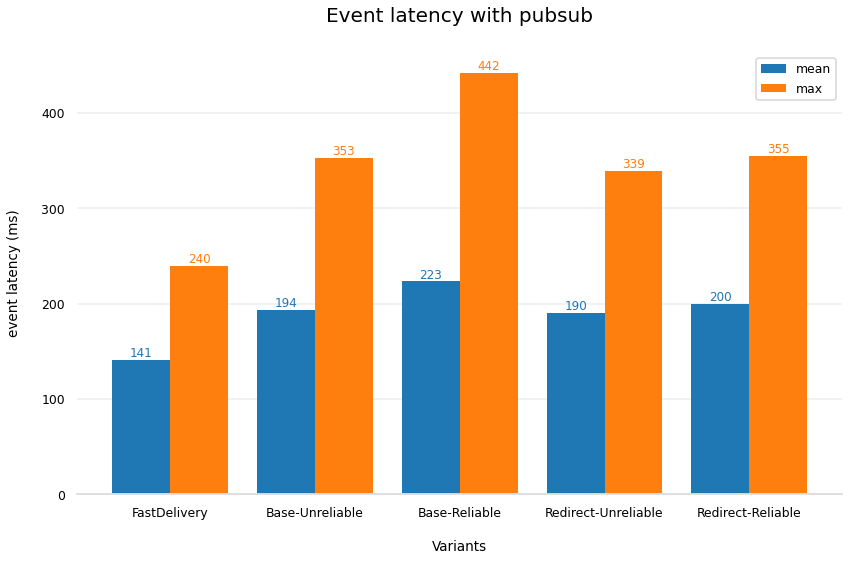 Event latency with pubsub
mean
max
event latency (ms)
400
300
200
100
0
141
240
194
353
223
442
190
339
200
355
FastDelivery
Base-Unreliable
Base-Reliable
Redirect-Unreliable
Redirect-Reliable
Variants